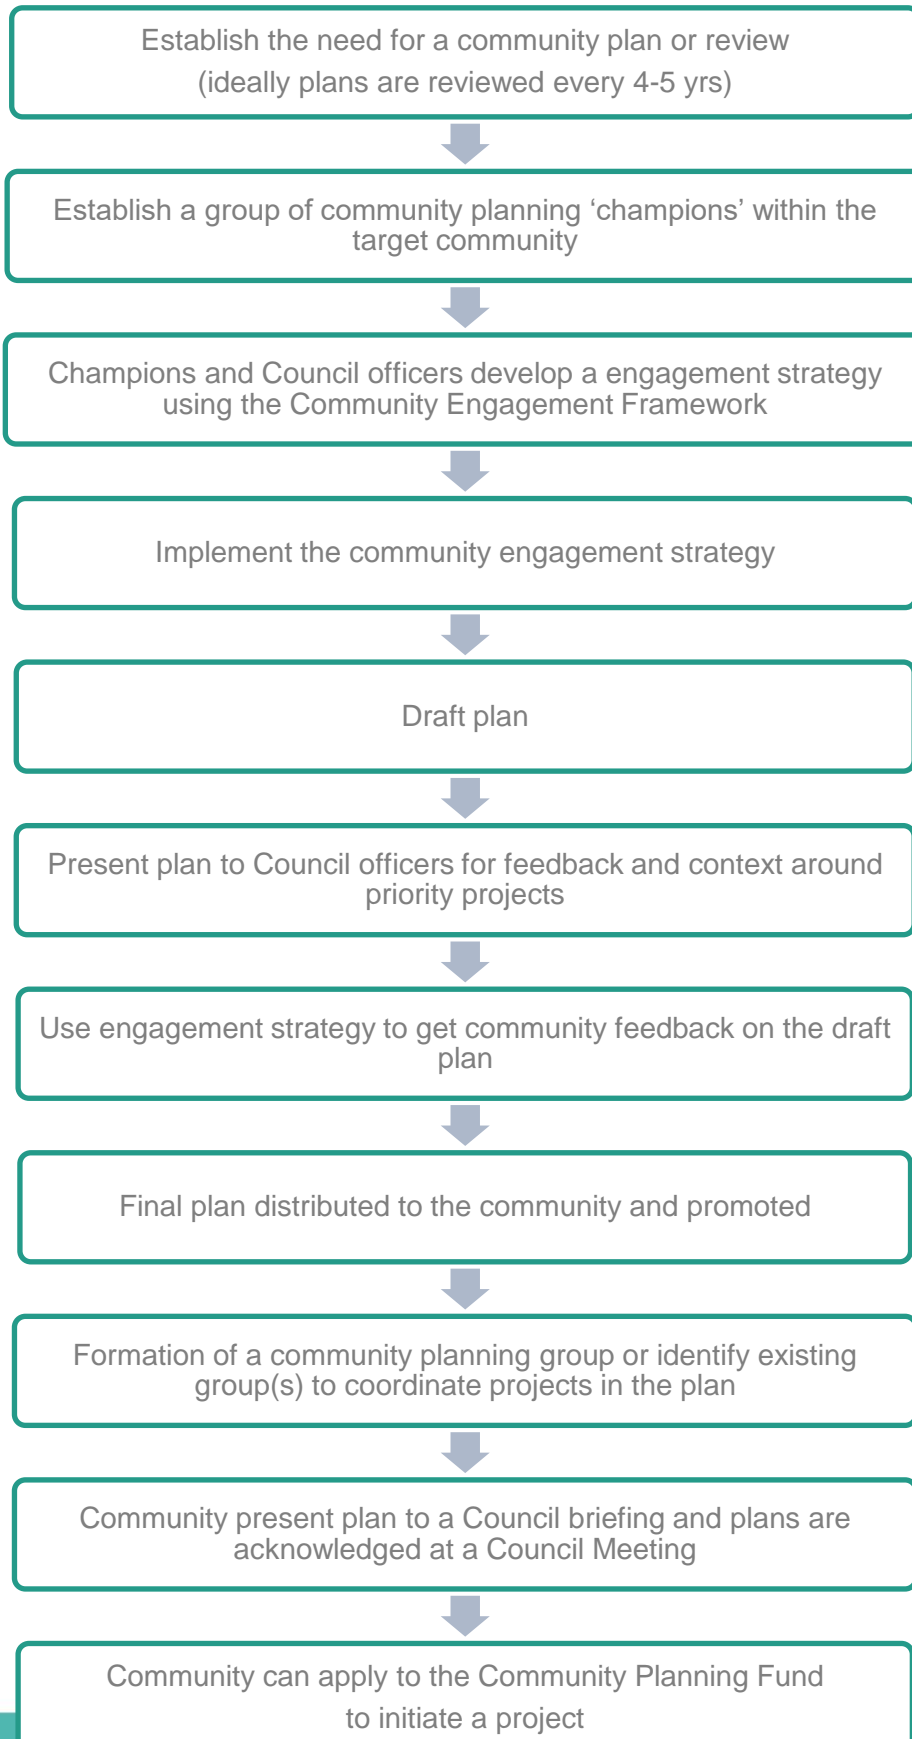 Establish the need for a community plan or review
(ideally plans are reviewed every 4-5 yrs)
Establish a group of community planning ‘champions’ within the
target community
Champions and Council officers develop a engagement strategy
using the Community Engagement Framework
Implement the community engagement strategy
Draft plan
Present plan to Council officers for feedback and context around
priority projects
Use engagement strategy to get community feedback on the draft
plan
Final plan distributed to the community and promoted
Formation of a community planning group or identify existing
group(s) to coordinate projects in the plan
Community present plan to a Council briefing and plans are
acknowledged at a Council Meeting
Community can apply to the Community Planning Fund
to initiate a project